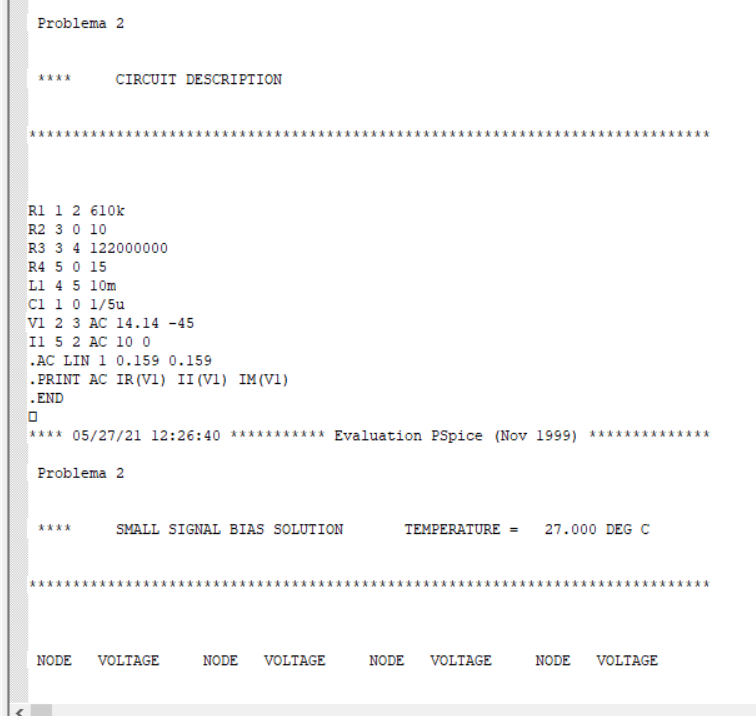 Problema 2
**** CIRCUIT DESCRIPTION
******************************************************************************
R1 1 2 610k
R2 3 0 10
R3 3 4 122000000
R4 5 0 15
L1 4 5 10m
C1 1 0 1/5u
V1 2 3 AC 14.14 -45
I1 5 2 AC 10 0
.AC LIN 1 0.159 0.159
.PRINT AC IR(V1) II(V1) IM(V1)
.END
□
**** 05/27/21 12:26:40 *********** Evaluation PSpice (Nov 1999) **************
Problema 2
**** SMALL SIGNAL BIAS SOLUTION TEMPERATURE = 27.000 DEG C
******************************************************************************
NODE VOLTAGE NODE VOLTAGE NODE VOLTAGE NODE VOLTAGE